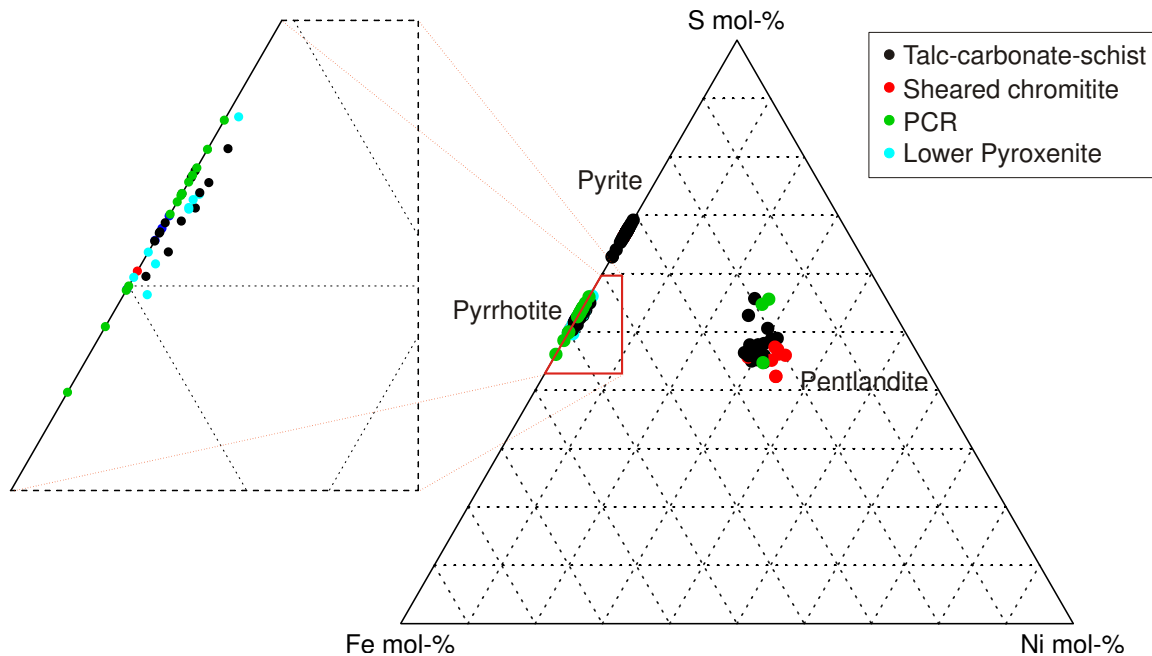 S mol-%
Talc-carbonate-schist
Sheared chromitite
PCR
Lower Pyroxenite
Pyrite
Pyrrhotite
Pentlandite
Fe mol-%
Ni mol-%